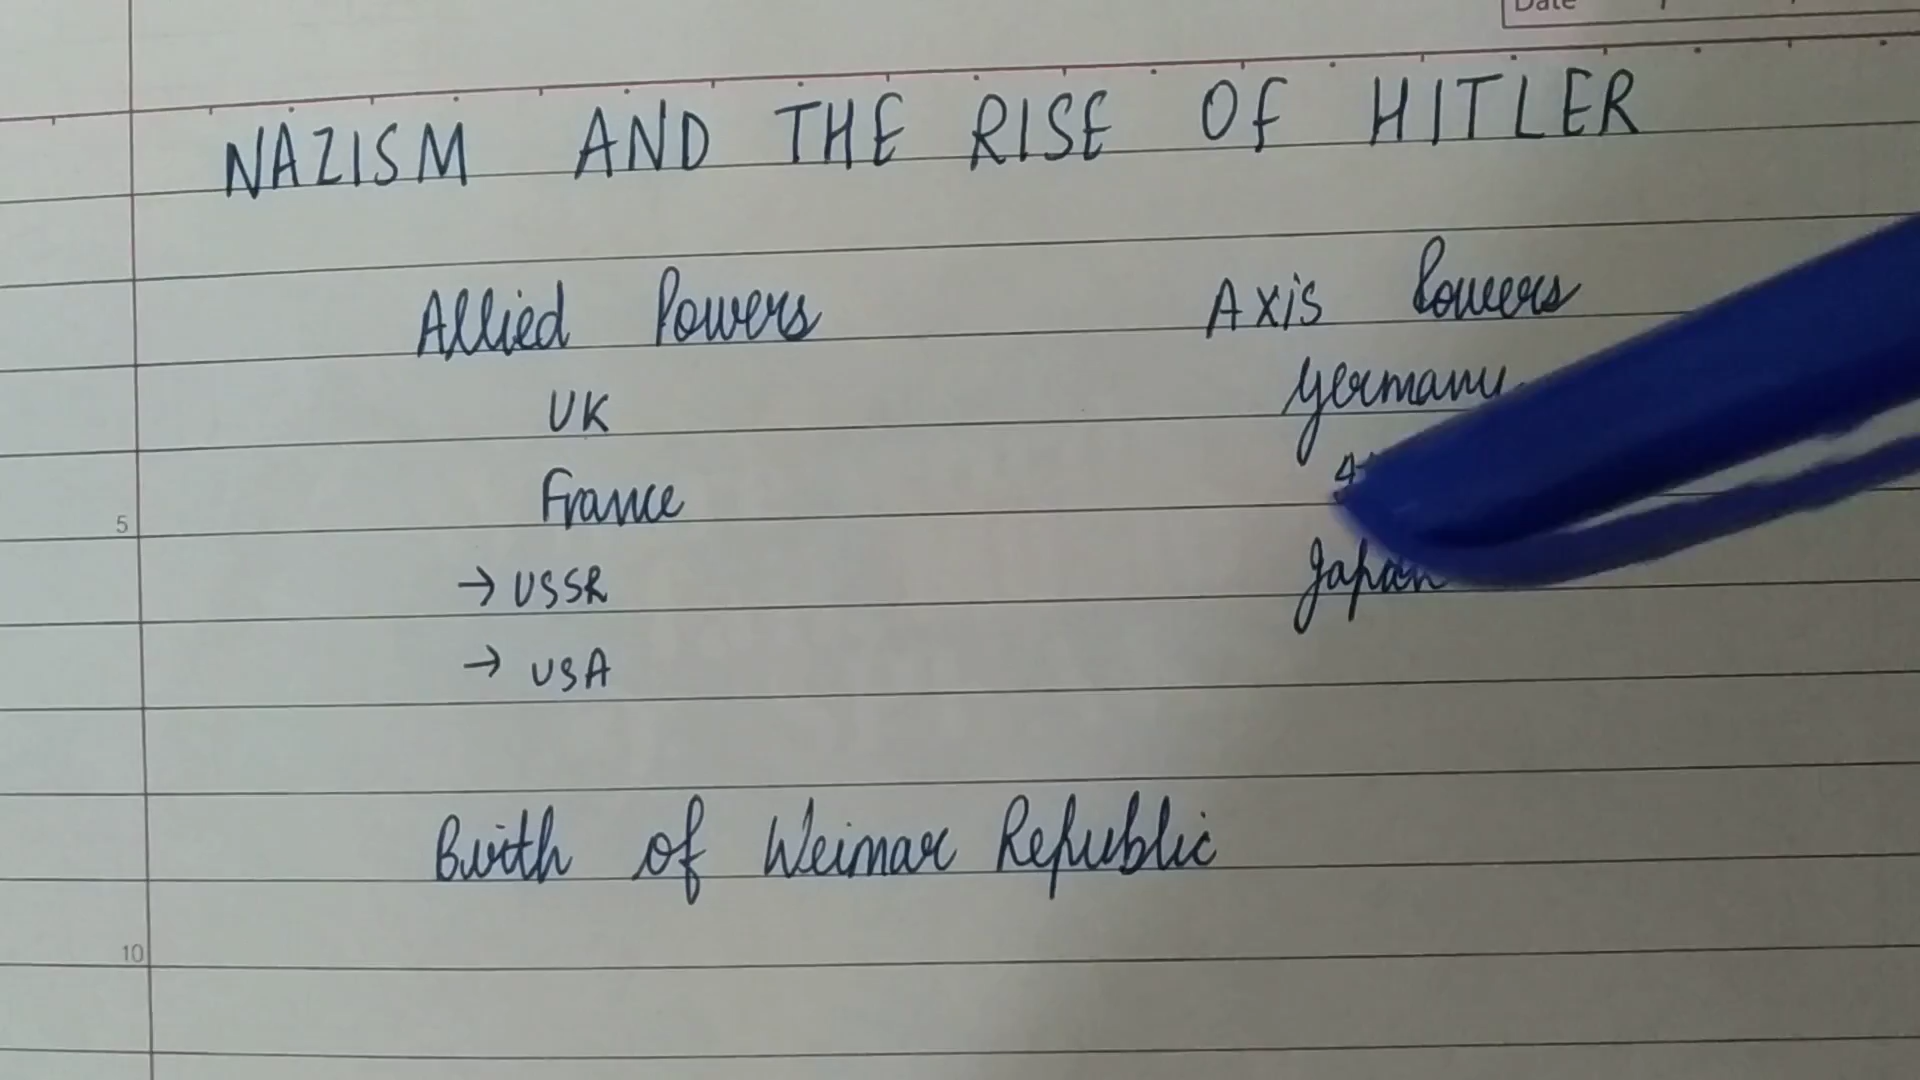 Date
NAZISM AND THE RISE OF HITLER
Allied Powers
Axis Powers
UK
Germany
France
→ USSR
Japan
→ USA
5
Birth of Weimar Republic
10